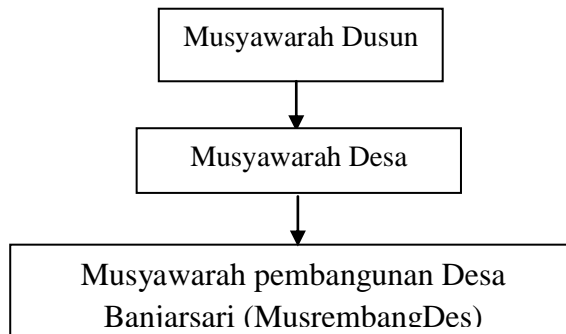 Musyawarah Dusun
Musyawarah Desa
Musyawarah pembangunan Desa
Banjarsari (MusrembangDes)